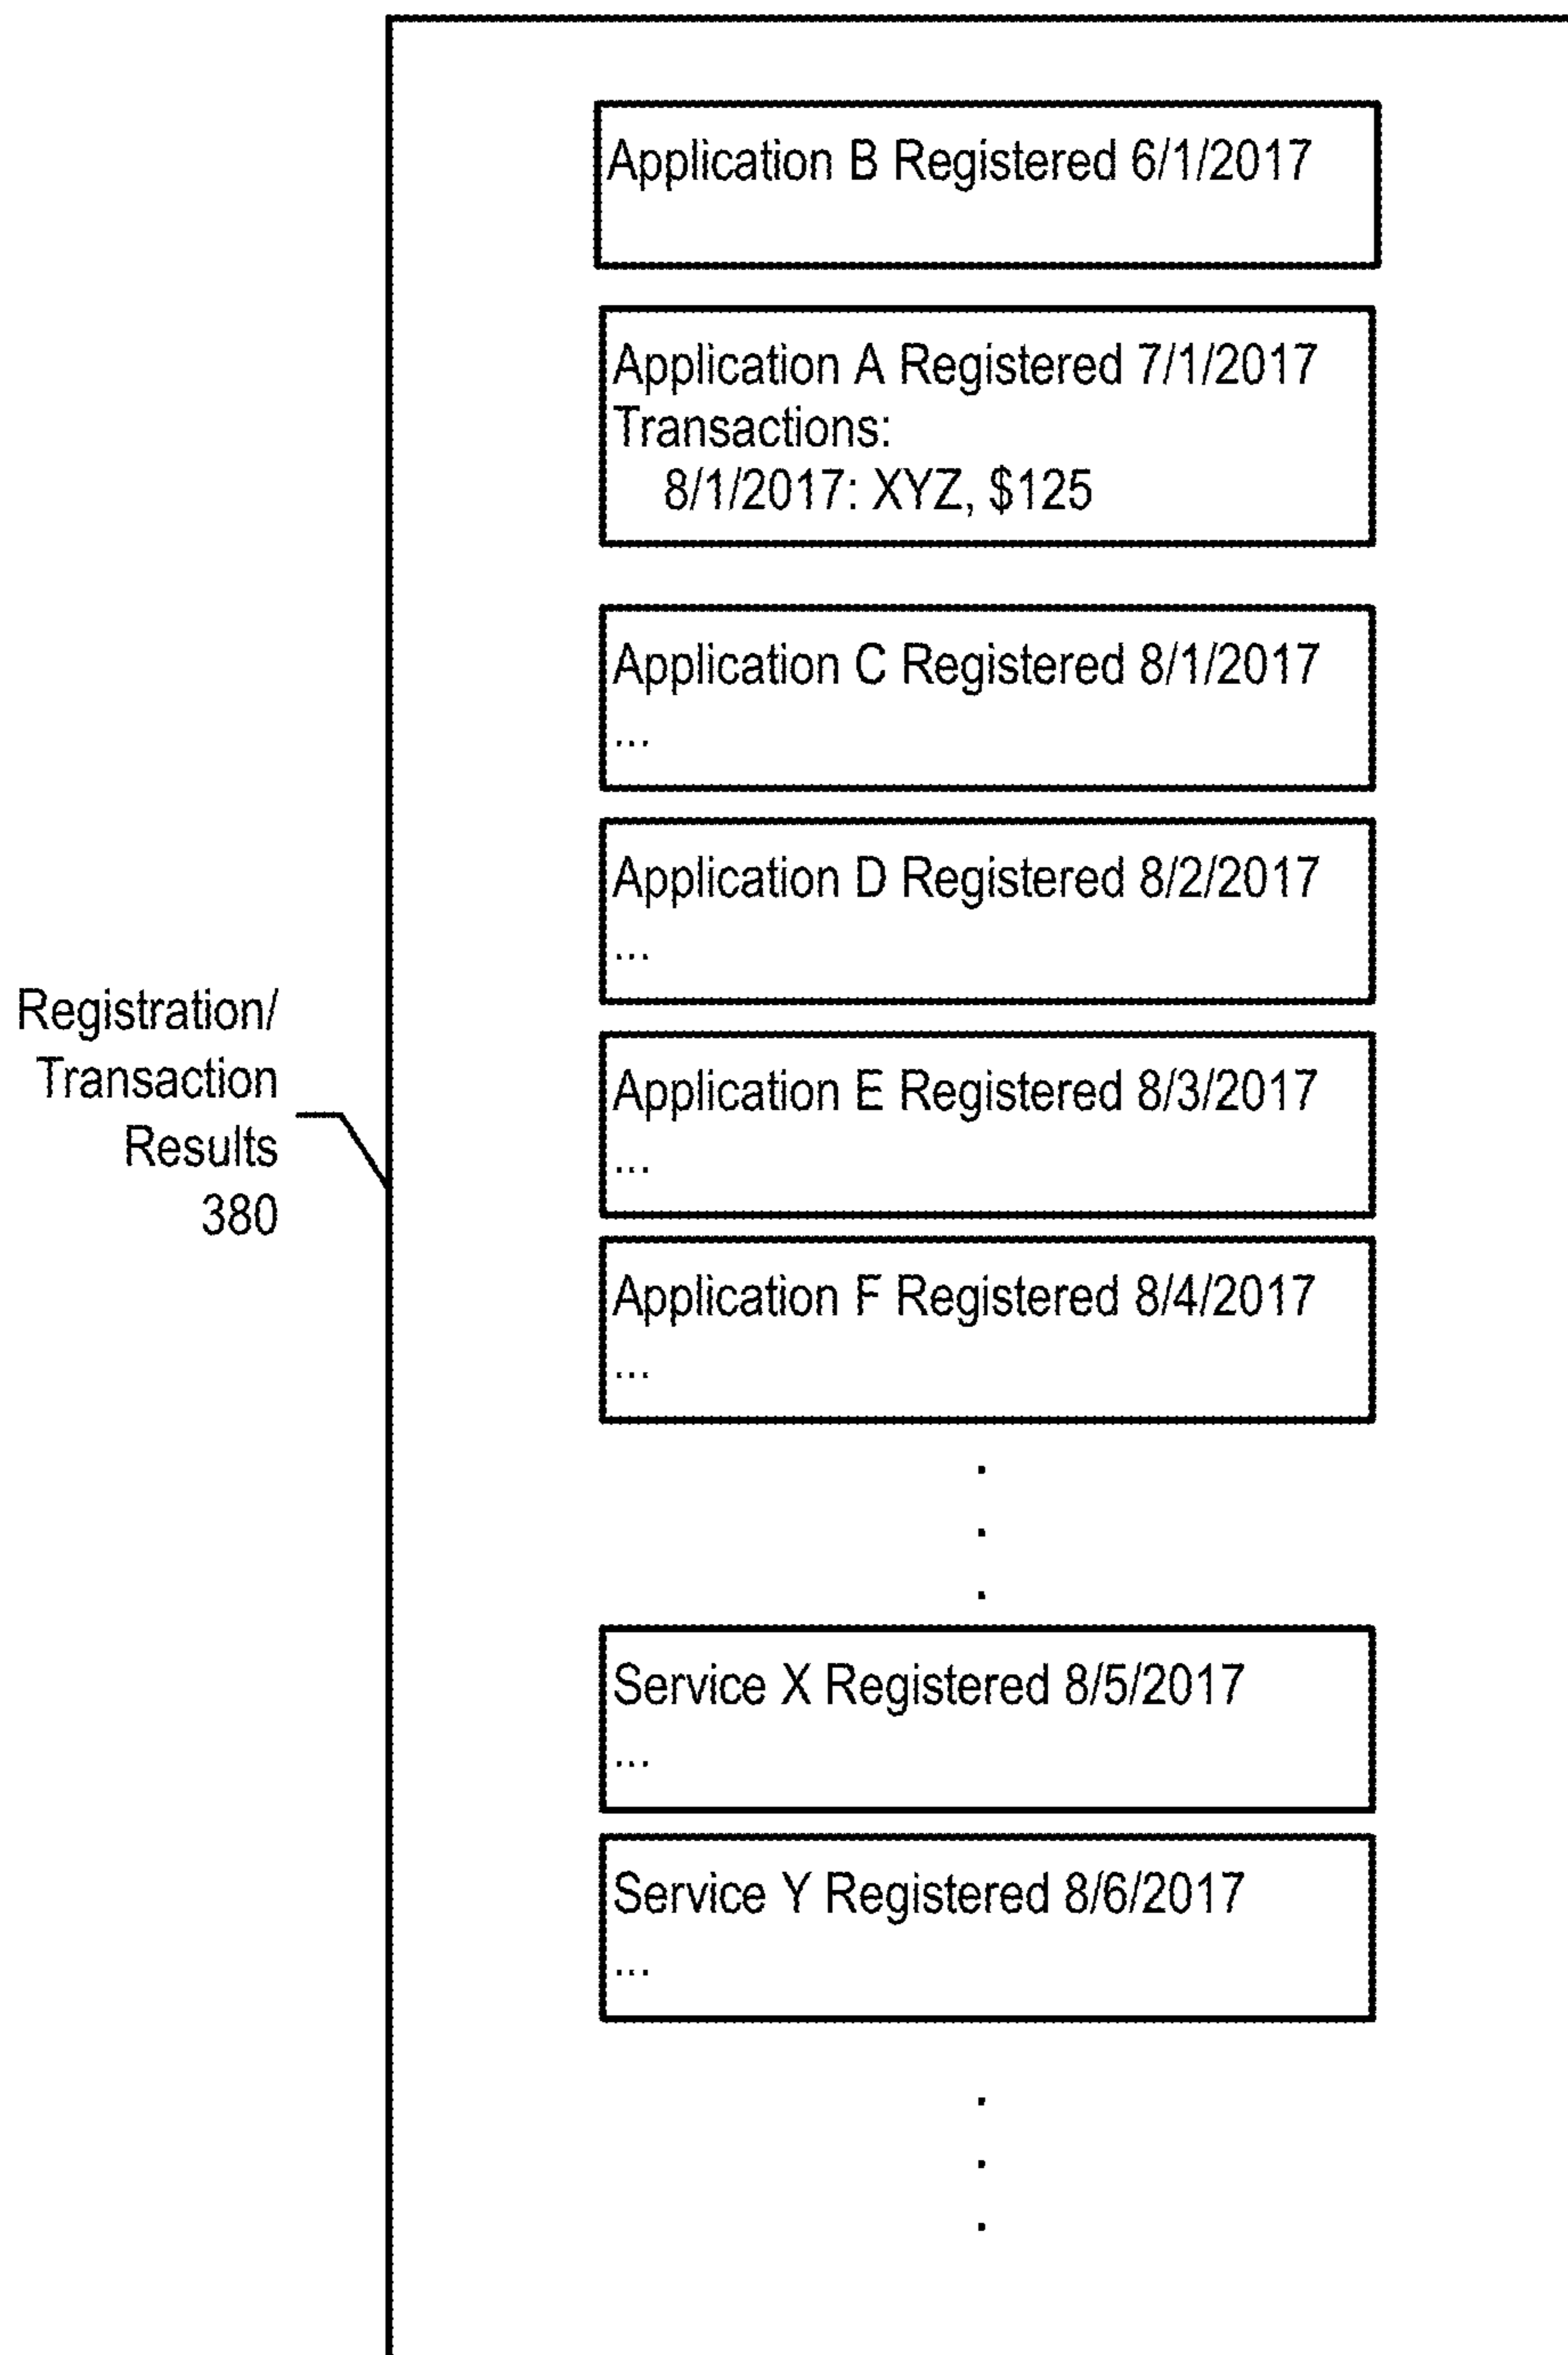 Application B Registered 6/1/2017
Application A Registered 7/1/2017
Transactions:
8/1/2017: XYZ, $125
Application C Registered 8/1/2017
...
Application D Registered 8/2/2017
...
Registration/
Transaction
Results
380
Application E Registered 8/3/2017
...
Application F Registered 8/4/2017
...
Service X Registered 8/5/2017
...
Service Y Registered 8/6/2017
...